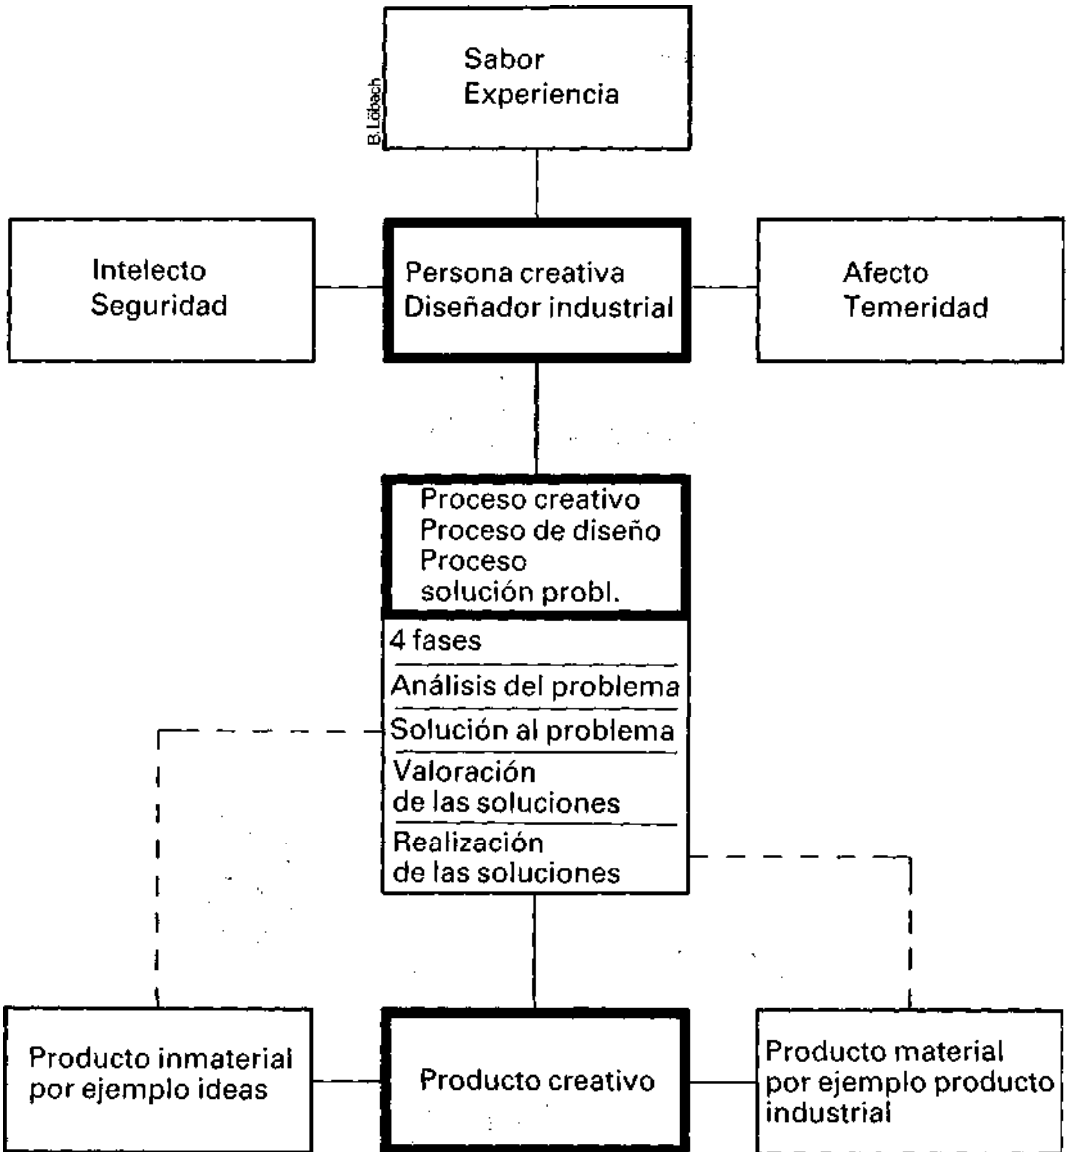 Sabor
Experiencia
B. Löbach
Intelecto
Seguridad
Persona creativa
Diseñador industrial
Afecto
Temeridad
Proceso creativo
Proceso de diseño
Proceso
solución probl.
4 fases
Análisis del problema
Solución al problema
Valoración
de las soluciones
Realización
de las soluciones
Producto inmaterial
por ejemplo ideas
Producto creativo
Producto material
por ejemplo producto
industrial